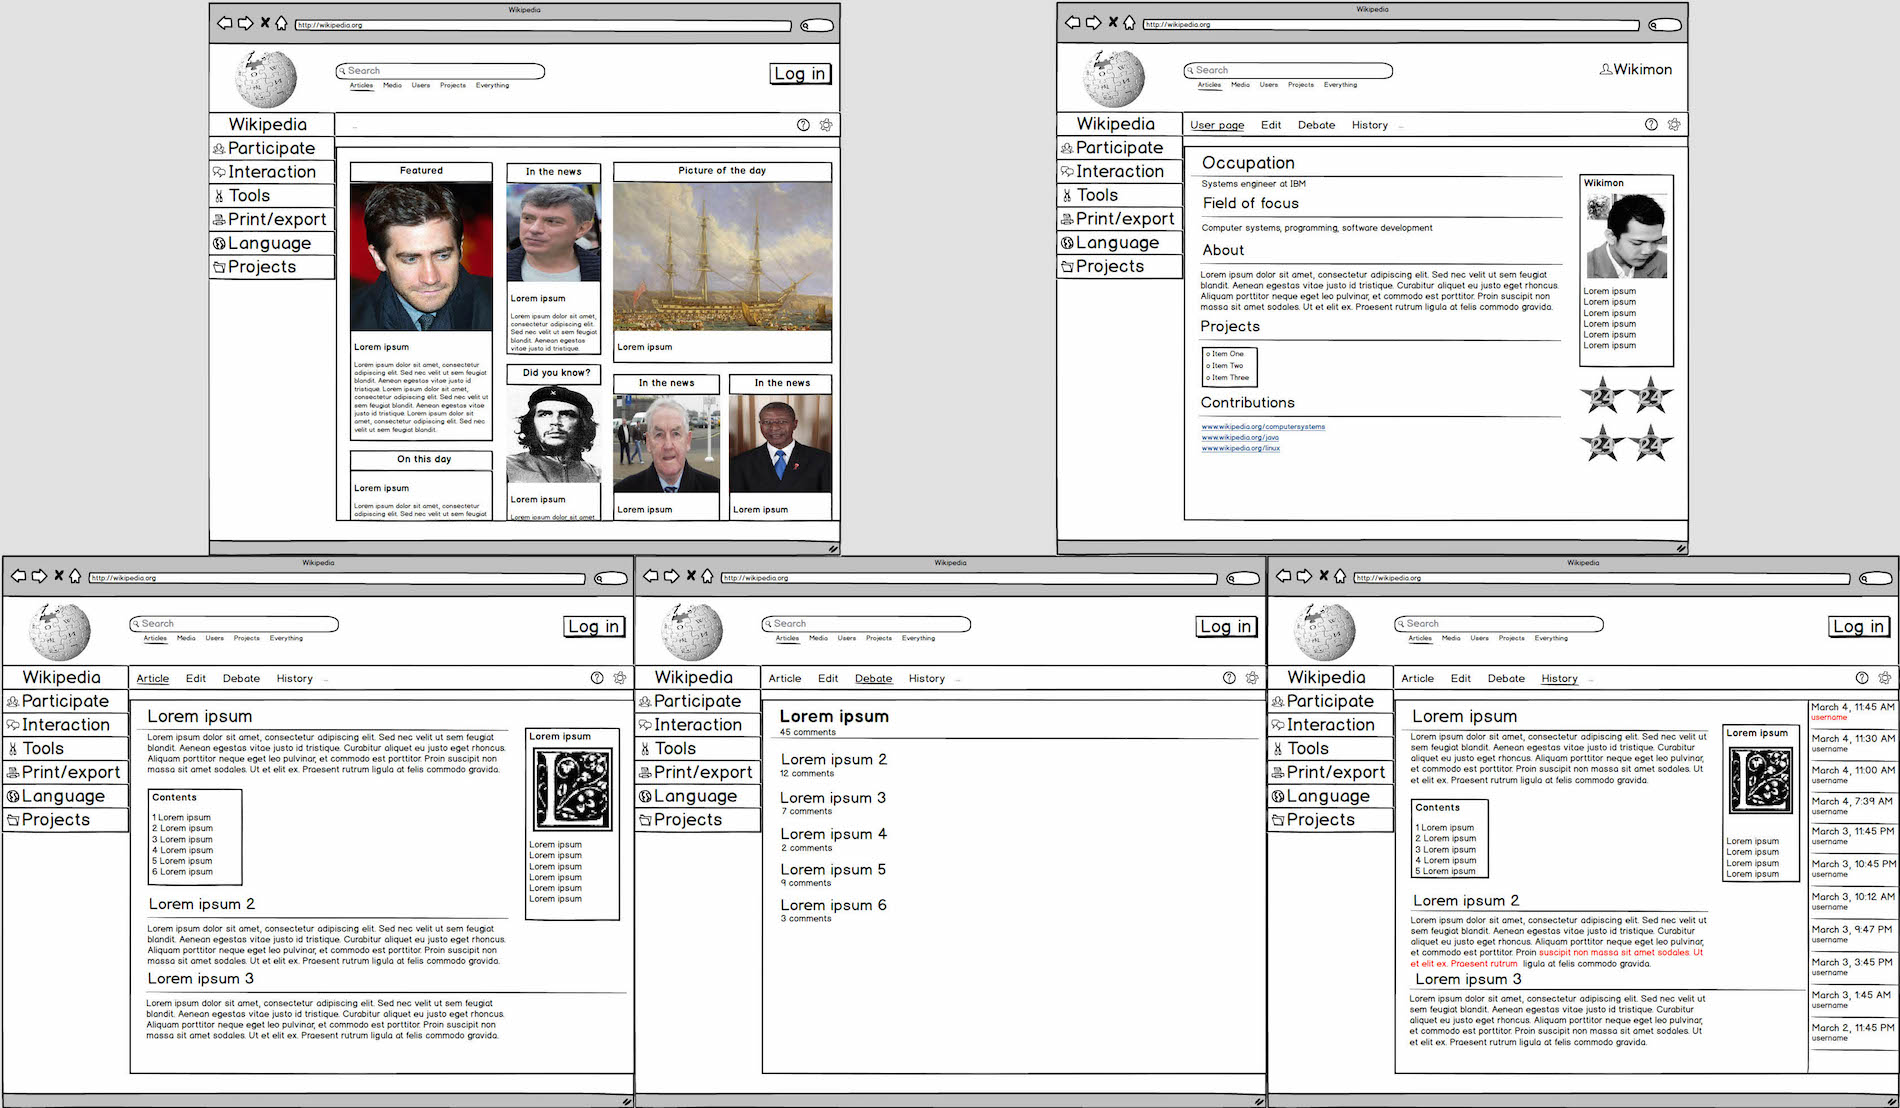 Wikipedia
http://wikipedia.org
Search
Articles Media Users Projects Everything
Log in
Wikipedia
...
Participate
Interaction
Tools
Print/export
Language
Projects
Featured
Lorem ipsum
Lorem ipsum dolor sit amet, consectetur
adipiscing elit. Sed nec velit ut sem feugiat
blandit. Aenean egestas vitae justo id
tristique. Lorem ipsum dolor sit amet,
consectetur adipiscing elit. Sed nec velit ut
sem feugiat blandit. Aenean egestas vitae
justo id tristique. Lorem ipsum dolor sit
amet, consectetur adipiscing elit. Sed nec
velit ut sem feugiat blandit.
On this day
Lorem ipsum
Lorem ipsum dolor sit amet, consectetur
adipiscing elit. Sed nec velit ut sem feugiat
In the news
Lorem ipsum
Lorem ipsum dolor sit amet,
consectetur adipiscing elit.
Sed nec velit ut sem feugiat
blandit. Aenean egestas
vitae justo id tristique.
Did you know?
Lorem ipsum
Lorem ipsum dolor sit amet,
Picture of the day
Lorem ipsum
In the news
Lorem ipsum
In the news
Lorem ipsum
Wikipedia
http://wikipedia.org
Search
Articles Media Users Projects Everything
Wikimon
Wikipedia
User page Edit Debate History ...
Participate
Interaction
Tools
Print/export
Language
Projects
Occupation
Systems engineer at IBM
Field of focus
Computer systems, programming, software development
About
Lorem ipsum dolor sit amet, consectetur adipiscing elit. Sed nec velit ut sem feugiat
blandit. Aenean egestas vitae justo id tristique. Curabitur aliquet eu justo eget rhoncus.
Aliquam porttitor neque eget leo pulvinar, et commodo est porttitor. Proin suscipit non
massa sit amet sodales. Ut et elit ex. Praesent rutrum ligula at felis commodo gravida.
Projects
o Item One
o Item Two
o Item Three
Contributions
www.wikipedia.org/computersystems
www.wikipedia.org/java
www.wikipedia.org/linux
Wikimon
Lorem ipsum
Lorem ipsum
Lorem ipsum
Lorem ipsum
Lorem ipsum
Lorem ipsum
24 24
24 24
Wikipedia
http://wikipedia.org
Search
Articles Media Users Projects Everything
Log in
Wikipedia
Article Edit Debate History ...
Participate
Interaction
Tools
Print/export
Language
Projects
Lorem ipsum
Lorem ipsum dolor sit amet, consectetur adipiscing elit. Sed nec velit ut sem feugiat
blandit. Aenean egestas vitae justo id tristique. Curabitur aliquet eu justo eget rhoncus.
Aliquam porttitor neque eget leo pulvinar, et commodo est porttitor. Proin suscipit non
massa sit amet sodales. Ut et elit ex. Praesent rutrum ligula at felis commodo gravida.
Contents
1 Lorem ipsum
2 Lorem ipsum
3 Lorem ipsum
4 Lorem ipsum
5 Lorem ipsum
6 Lorem ipsum
Lorem ipsum 2
Lorem ipsum dolor sit amet, consectetur adipiscing elit. Sed nec velit ut sem feugiat
blandit. Aenean egestas vitae justo id tristique. Curabitur aliquet eu justo eget rhoncus.
Aliquam porttitor neque eget leo pulvinar, et commodo est porttitor. Proin suscipit non
massa sit amet sodales. Ut et elit ex. Praesent rutrum ligula at felis commodo gravida.
Lorem ipsum 3
Lorem ipsum dolor sit amet, consectetur adipiscing elit. Sed nec velit ut sem feugiat
blandit. Aenean egestas vitae justo id tristique. Curabitur aliquet eu justo eget rhoncus.
Aliquam porttitor neque eget leo pulvinar, et commodo est porttitor. Proin suscipit non
massa sit amet sodales. Ut et elit ex. Praesent rutrum ligula at felis commodo gravida.
Lorem ipsum
L
Lorem ipsum
Lorem ipsum
Lorem ipsum
Lorem ipsum
Lorem ipsum
Lorem ipsum
Wikipedia
http://wikipedia.org
Search
Articles Media Users Projects Everything
Log in
Wikipedia
Article Edit Debate History ...
Participate
Interaction
Tools
Print/export
Language
Projects
Lorem ipsum
45 comments
Lorem ipsum 2
12 comments
Lorem ipsum 3
7 comments
Lorem ipsum 4
2 comments
Lorem ipsum 5
9 comments
Lorem ipsum 6
3 comments
Wikipedia
http://wikipedia.org
Search
Articles Media Users Projects Everything
Log in
Wikipedia
Article Edit Debate History ...
Participate
Interaction
Tools
Print/export
Language
Projects
Lorem ipsum
Lorem ipsum dolor sit amet, consectetur adipiscing elit. Sed nec velit ut
sem feugiat blandit. Aenean egestas vitae justo id tristique. Curabitur
aliquet eu justo eget rhoncus. Aliquam porttitor neque eget leo pulvinar,
et commodo est porttitor. Proin suscipit non massa sit amet sodales. Ut
et elit ex. Praesent rutrum ligula at felis commodo gravida.
Contents
1 Lorem ipsum
2 Lorem ipsum
3 Lorem ipsum
4 Lorem ipsum
5 Lorem ipsum
Lorem ipsum 2
Lorem ipsum dolor sit amet, consectetur adipiscing elit. Sed nec velit ut
sem feugiat blandit. Aenean egestas vitae justo id tristique. Curabitur
aliquet eu justo eget rhoncus. Aliquam porttitor neque eget leo pulvinar,
et commodo est porttitor. Proin suscipit non massa sit amet sodales. Ut
et elit ex. Praesent rutrum ligula at felis commodo gravida.
Lorem ipsum 3
Lorem ipsum dolor sit amet, consectetur adipiscing elit. Sed nec velit ut
sem feugiat blandit. Aenean egestas vitae justo id tristique. Curabitur
aliquet eu justo eget rhoncus. Aliquam porttitor neque eget leo pulvinar,
et commodo est porttitor. Proin suscipit non massa sit amet sodales. Ut
et elit ex. Praesent rutrum ligula at felis commodo gravida.
Lorem ipsum
L
Lorem ipsum
Lorem ipsum
Lorem ipsum
Lorem ipsum
March 4, 11:45 AM
username
March 4, 11:30 AM
username
March 4, 11:00 AM
username
March 4, 7:39 AM
username
March 3, 11:45 PM
username
March 3, 10:45 PM
username
March 3, 10:12 AM
username
March 3, 9:47 PM
username
March 3, 3:45 PM
username
March 3, 1:45 AM
username
March 2, 11:45 PM
username